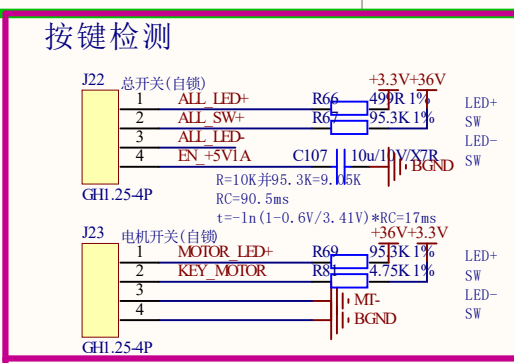 按键检测
J22 总开关(自锁) +3.3V +36V
1 ALL_LED+ R66 499R 1% LED+
2 ALL_SW+ R67 95.3K 1% SW
3 ALL_LED- LED-
4 EN_+5V1A C107 10u/10V/X7R BGND SW
GH1.25-4P
R=10K并95.3K=9.05K
RC=90.5ms
t=-ln(1-0.6V/3.41V)*RC=17ms
J23 电机开关(自锁) +36V +3.3V
1 MOTOR_LED+ R69 95.3K 1% LED+
2 KEY_MOTOR R81 4.75K 1% SW
3 MT- LED-
4 BGND SW
GH1.25-4P